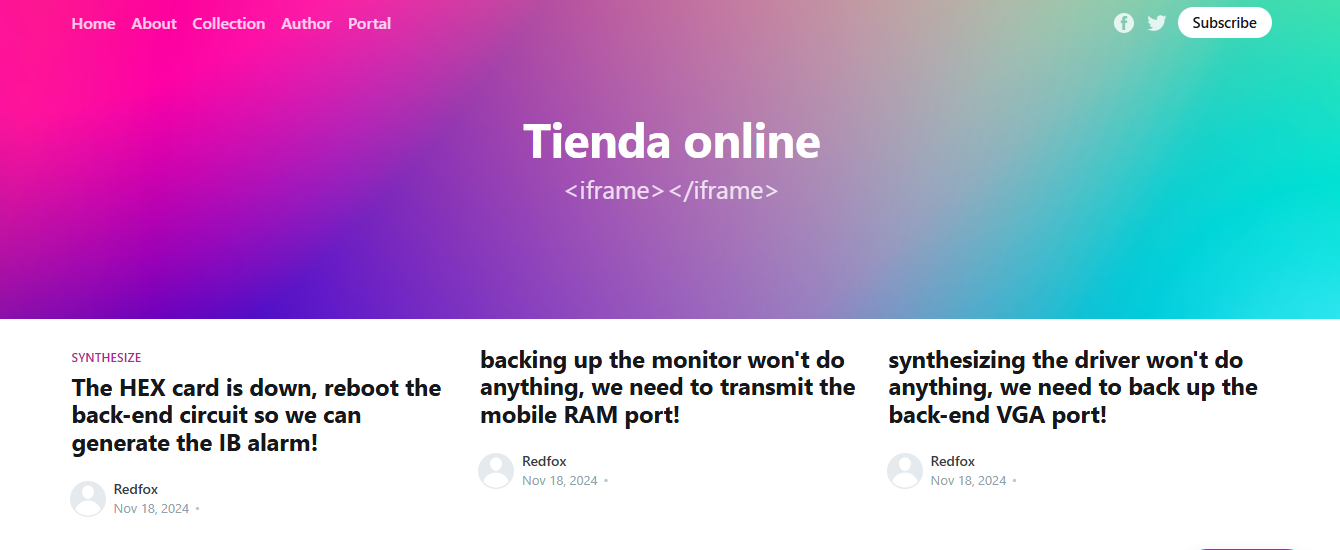 Home About Collection Author Portal
Subscribe
Tienda online
<iframe></iframe>
SYNTHESIZE
The HEX card is down, reboot the
back-end circuit so we can
generate the IB alarm!
Redfox
Nov 18, 2024 •
backing up the monitor won't do
anything, we need to transmit the
mobile RAM port!
Redfox
Nov 18, 2024 •
synthesizing the driver won't do
anything, we need to back up the
back-end VGA port!
Redfox
Nov 18, 2024 •